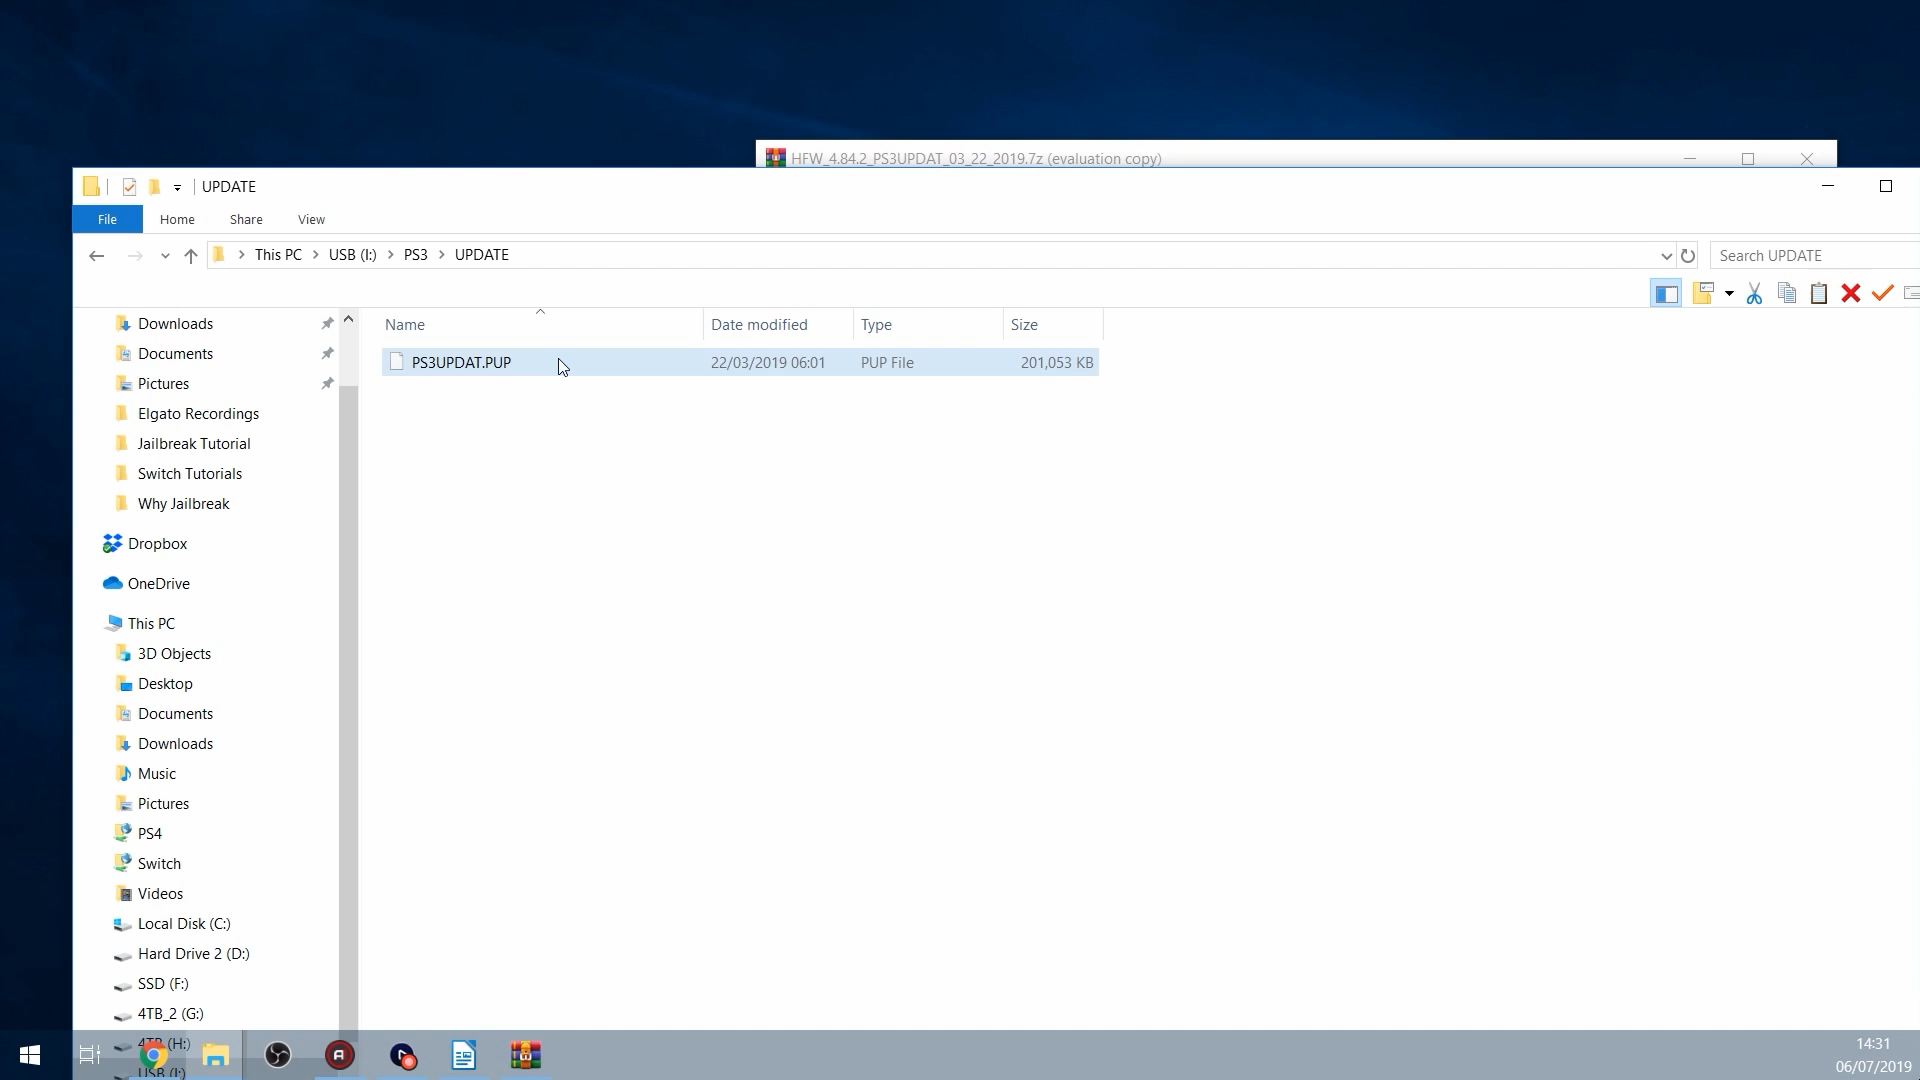 HFW_4.84.2_PS3UPDAT_03_22_2019.7z (evaluation copy)
UPDATE
File Home Share View
This PC > USB (I:) > PS3 > UPDATE
Search UPDATE
Name Date modified Type Size
PS3UPDAT.PUP 22/03/2019 06:01 PUP File 201,053 KB
Downloads
Documents
Pictures
Elgato Recordings
Jailbreak Tutorial
Switch Tutorials
Why Jailbreak
Dropbox
OneDrive
This PC
3D Objects
Desktop
Documents
Downloads
Music
Pictures
PS4
Switch
Videos
Local Disk (C:)
Hard Drive 2 (D:)
SSD (F:)
4TB_2 (G:)
4TB (H:)
USB (I:)
14:31
06/07/2019